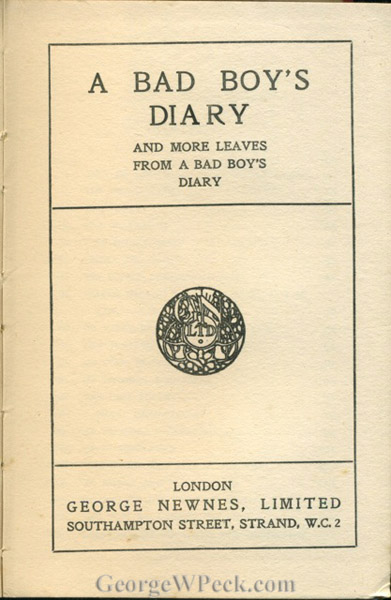 A BAD BOY'S
DIARY
AND MORE LEAVES
FROM A BAD BOY'S
DIARY
LTD
LONDON
GEORGE NEWNES, LIMITED
SOUTHAMPTON STREET, STRAND, W.C. 2
GeorgeWPeck.com